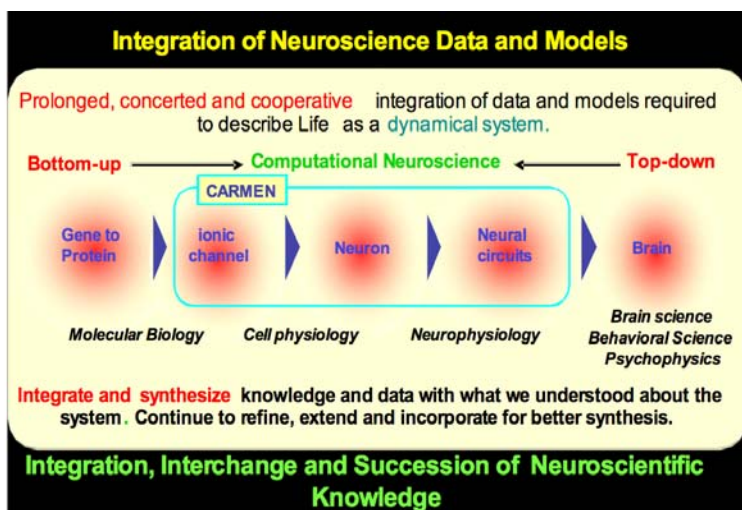 Integration of Neuroscience Data and Models
Prolonged, concerted and cooperative integration of data and models required
to describe Life as a dynamical system.
Bottom-up Computational Neuroscience Top-down
CARMEN
Gene to
Protein
ionic
channel
Neuron
Neural
circuits
Brain
Molecular Biology Cell physiology Neurophysiology
Brain science
Behavioral Science
Psychophysics
Integrate and synthesize knowledge and data with what we understood about the
system. Continue to refine, extend and incorporate for better synthesis.
Integration, Interchange and Succession of Neuroscientific
Knowledge